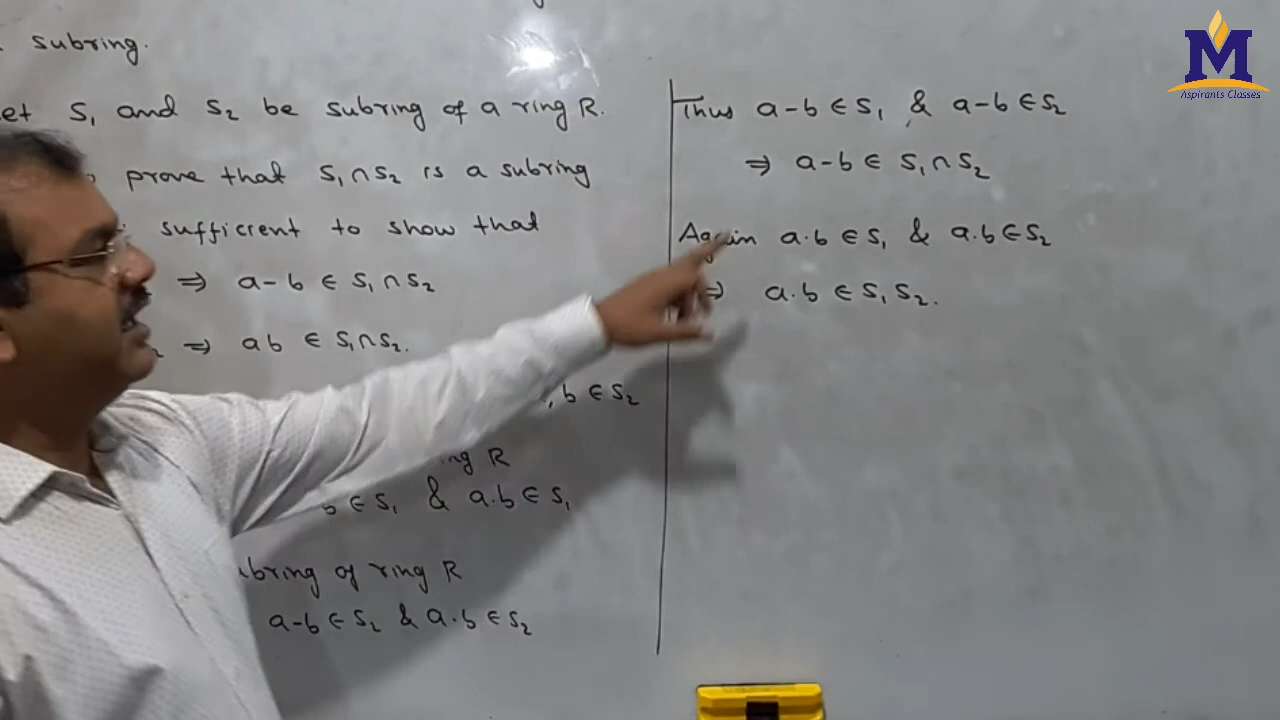 subring.
et S₁ and S₂ be subring of a ring R.
prove that S₁∩S₂ is a subring
sufficient to show that
⇒ a-b ∈ S₁∩S₂
⇒ ab ∈ S₁∩S₂.
, b ∈ S₂
ng R
b ∈ S₁ & a.b ∈ S₁
bring of ring R
a-b ∈ S₂ & a.b ∈ S₂
Thus a-b ∈ S₁ & a-b ∈ S₂
⇒ a-b ∈ S₁∩S₂
Again a.b ∈ S₁ & a.b ∈ S₂
⇒ a.b ∈ S₁ S₂.
M
Aspirants Classes